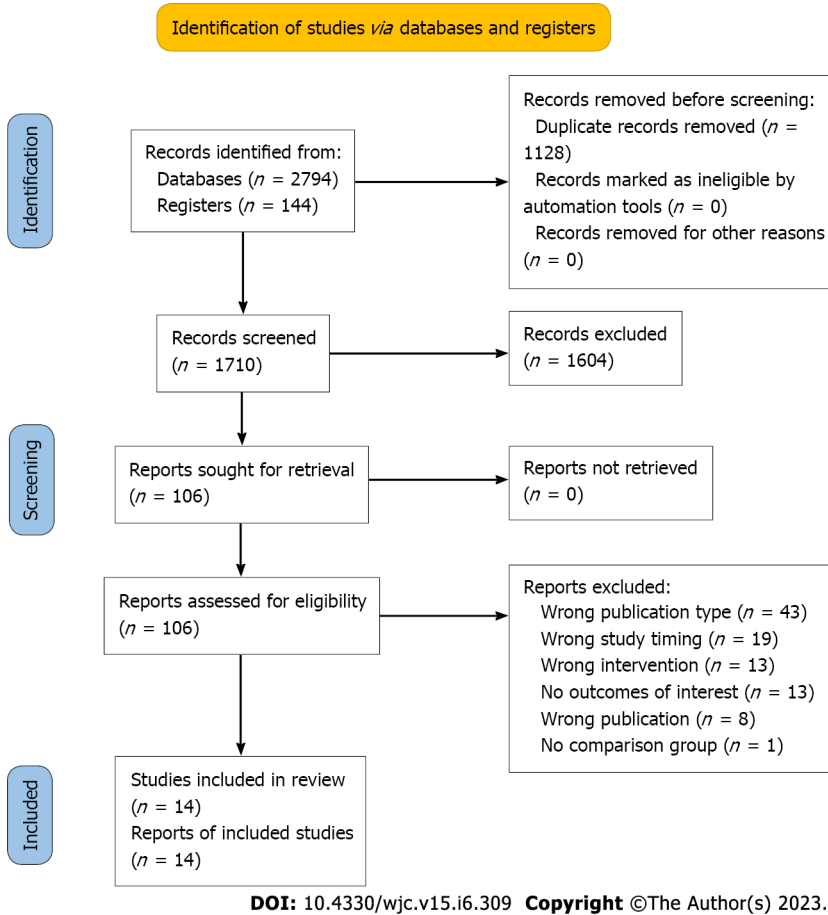 Identification of studies via databases and registers
Identification
Records identified from:
Databases (n = 2794)
Registers (n = 144)
Records removed before screening:
Duplicate records removed (n =
1128)
Records marked as ineligible by
automation tools (n = 0)
Records removed for other reasons
(n = 0)
Screening
Records screened
(n = 1710)
Records excluded
(n = 1604)
Reports sought for retrieval
(n = 106)
Reports not retrieved
(n = 0)
Reports assessed for eligibility
(n = 106)
Reports excluded:
Wrong publication type (n = 43)
Wrong study timing (n = 19)
Wrong intervention (n = 13)
No outcomes of interest (n = 13)
Wrong publication (n = 8)
No comparison group (n = 1)
Included
Studies included in review
(n = 14)
Reports of included studies
(n = 14)
DOI: 10.4330/wjc.v15.i6.309 Copyright ©The Author(s) 2023.